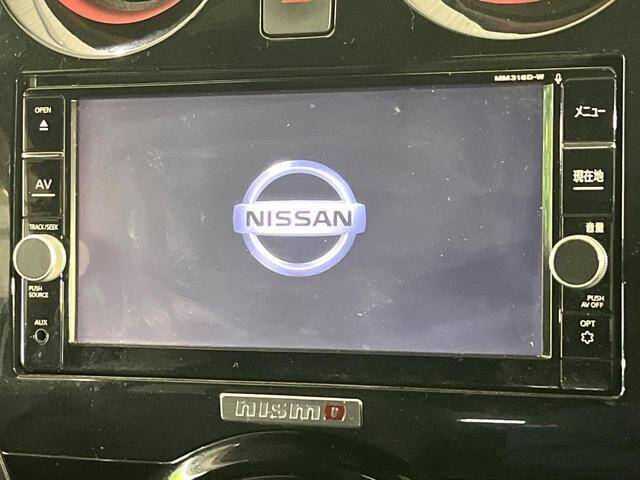 MM316D-W
OPEN
AV
TRACK/SEEK
PUSH
SOURCE
AUX
NISSAN
メニュー
現在地
音量
PUSH
AV OFF
OPT
nismo